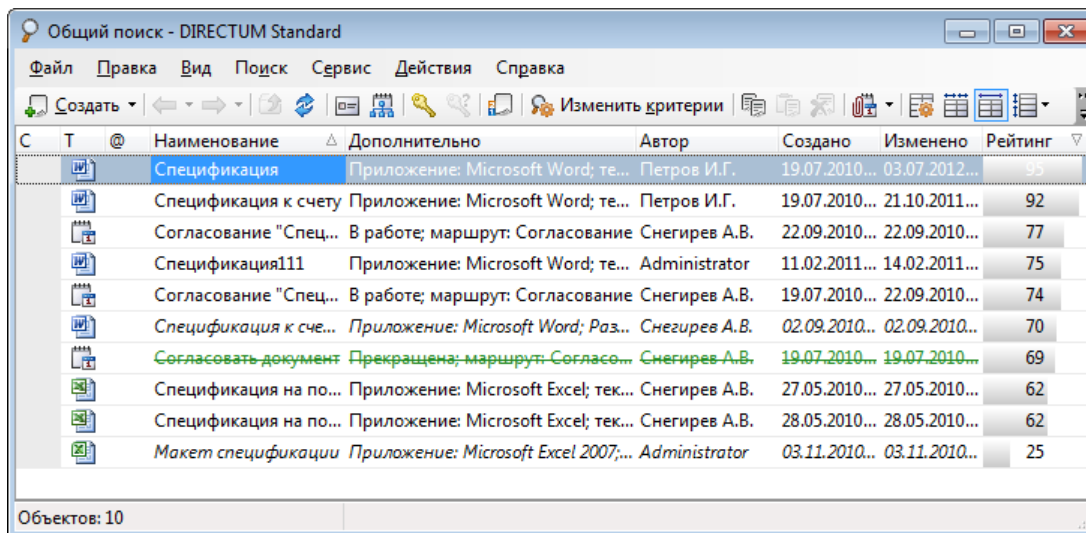 Общий поиск - DIRECTUM Standard
Файл Правка Вид Поиск Сервис Действия Справка
Создать Изменить критерии
С Т @ Наименование Дополнительно Автор Создано Изменено Рейтинг
Спецификация Приложение: Microsoft Word; те... Петров И.Г. 19.07.2010... 03.07.2012... 95
Спецификация к счету Приложение: Microsoft Word; те... Петров И.Г. 19.07.2010... 21.10.2011... 92
Согласование "Спец... В работе; маршрут: Согласование Снегирев А.В. 22.09.2010... 22.09.2010... 77
Спецификация111 Приложение: Microsoft Word; те... Administrator 11.02.2011... 14.02.2011... 75
Согласование "Спец... В работе; маршрут: Согласование Снегирев А.В. 19.07.2010... 22.09.2010... 74
Спецификация к сче... Приложение: Microsoft Word; Раз... Снегирев А.В. 02.09.2010... 02.09.2010... 70
Согласовать документ Прекращена; маршрут: Согласо... Снегирев А.В. 19.07.2010... 19.07.2010... 69
Спецификация на по... Приложение: Microsoft Excel; тек... Снегирев А.В. 27.05.2010... 27.05.2010... 62
Спецификация на по... Приложение: Microsoft Excel; тек... Снегирев А.В. 28.05.2010... 28.05.2010... 62
Макет спецификации Приложение: Microsoft Excel 2007;... Administrator 03.11.2010... 03.11.2010... 25
Объектов: 10